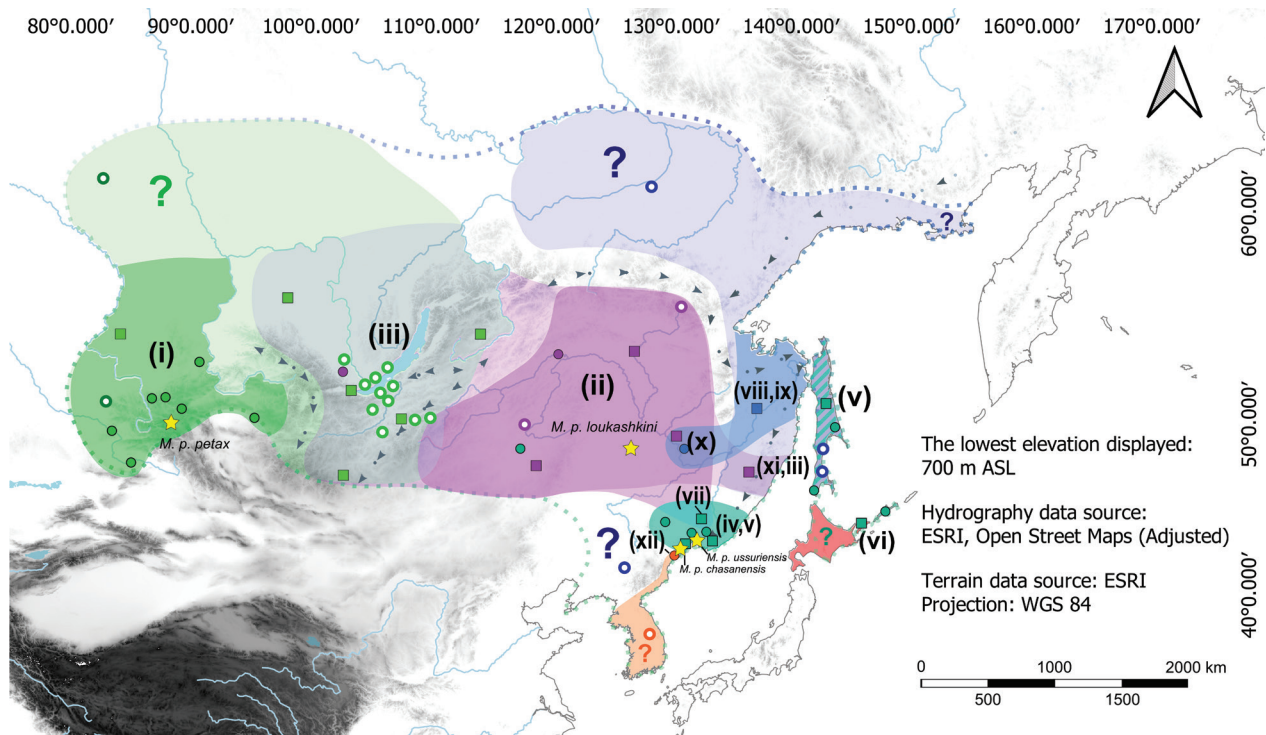 80°0.000′ 90°0.000′ 100°0.000′ 110°0.000′ 120°0.000′ 130°0.000′ 140°0.000′ 150°0.000′ 160°0.000′ 170°0.000′
60°0.000′
50°0.000′
40°0.000′
?
?
?
(iii)
(i)
M. p. petax
(ii)
M. p. loukashkini
(viii,ix)
(v)
(x)
(xi,iii)
(vii)
(iv,v)
(xii)
M. p. ussuriensis
M. p. chasanensis
?
?
(vi)
?
The lowest elevation displayed:
700 m ASL
Hydrography data source:
ESRI, Open Street Maps (Adjusted)
Terrain data source: ESRI
Projection: WGS 84
0 1000 2000 km
500 1500